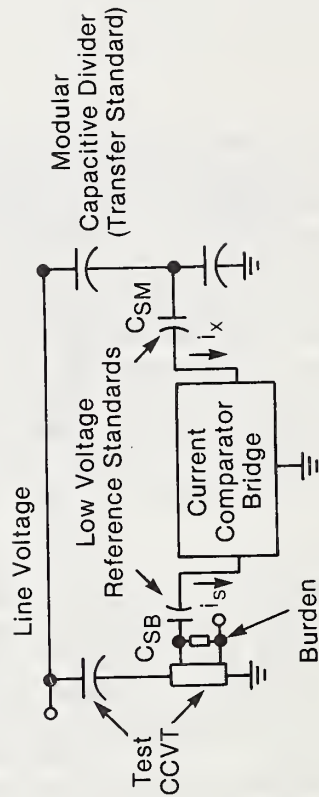 Line Voltage
Modular
Capacitive Divider
(Transfer Standard)
Low Voltage
Reference Standards
C_SM
i_x
Test
CCVT
C_SB
i_s
Current
Comparator
Bridge
Burden